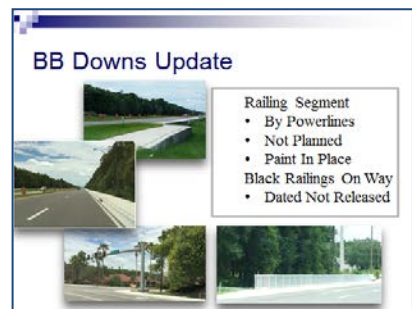 BB Downs Update
Railing Segment
• By Powerlines
• Not Planned
• Paint In Place
Black Railings On Way
• Dated Not Released